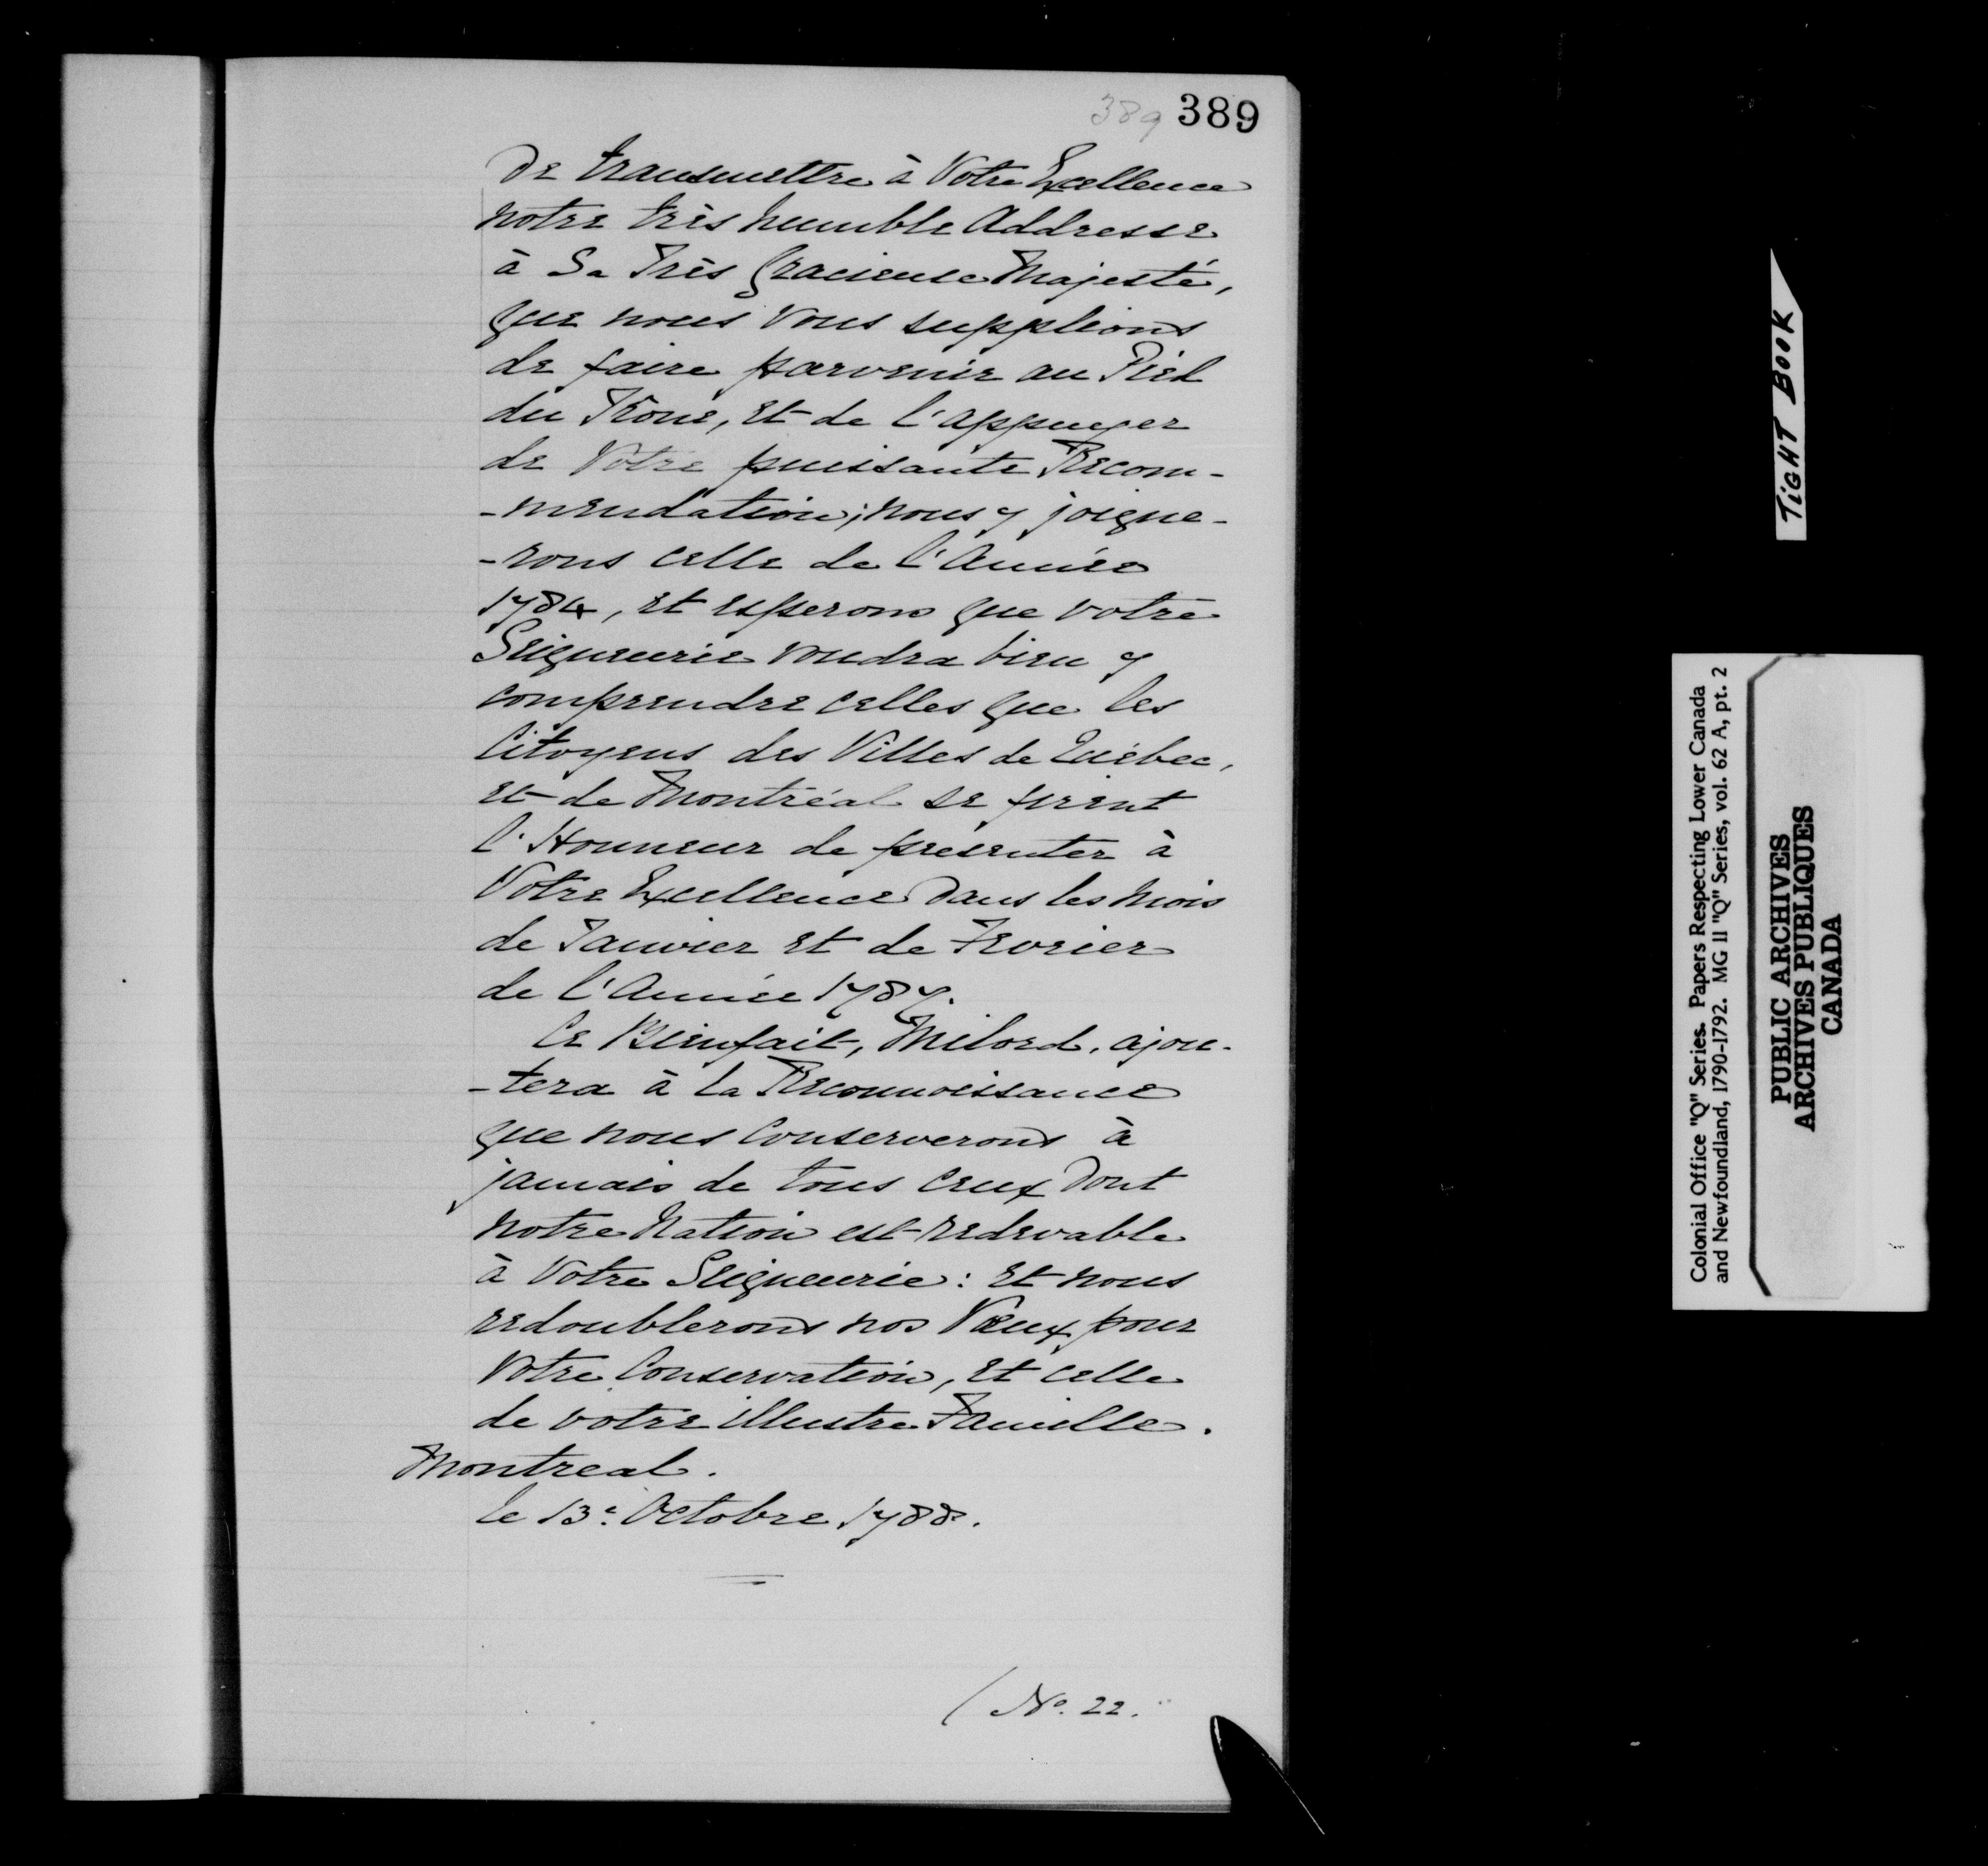 389 389
de transmettre à Votre Excellence
notre très humble Addresse
à Sa Très Gracieuse Majesté,
que nous vous supplions
de faire parvenir au Pied
du Trone, et de l'appuyer
de Votre puissante Recom-
-mendation; nous y joigne-
-rons celle de l'Année
1784, et esperons que votre
Seigneurie voudra bien y
comprendre celles que les
Citoyens des Villes de Québec,
et de Montréal se firent
l'Honneur de présenter à
Votre Excellence dans les Mois
de Janvier et de Fevrier
de l'Année 1787.
Ce Bienfait, Milord, ajou-
-tera à la Reconnoissance
que nous Conserverons à
jamais de tous ceux dont
notre Nation est redevable
à Votre Seigneurie: et nous
redoublerons nos Vœux pour
Votre Conservation, et celle
de votre illustre Famille.
Montreal.
le 13e Octobre 1788.
(No. 22.
TIGHT BOOK
Colonial Office "Q" Series. Papers Respecting Lower Canada
and Newfoundland, 1790-1792. MG 11 "Q" Series, vol. 62 A, pt. 2
PUBLIC ARCHIVES
ARCHIVES PUBLIQUES
CANADA